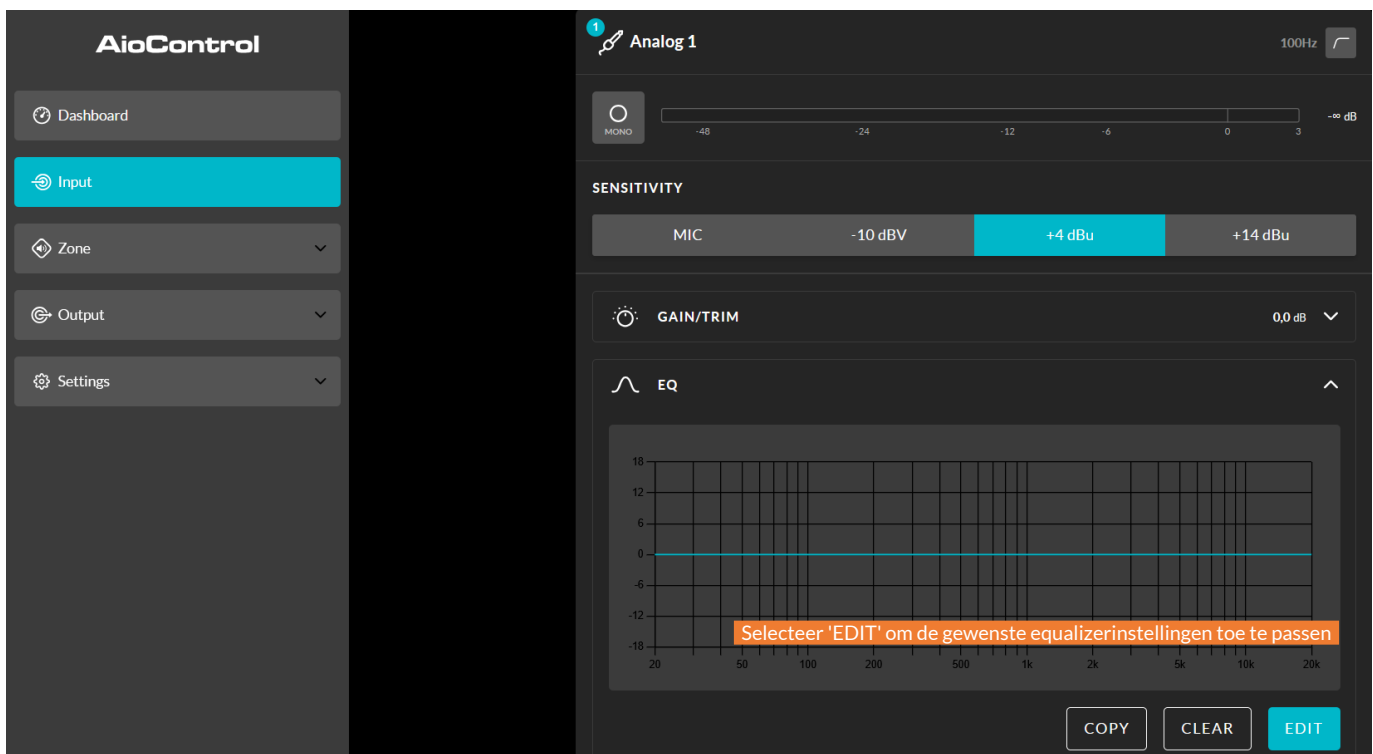 AioControl
Dashboard
Input
Zone
Output
Settings
1
Analog 1
100Hz
MONO
-48 -24 -12 -6 0 3
-∞ dB
SENSITIVITY
MIC -10 dBV +4 dBu +14 dBu
GAIN/TRIM 0,0 dB
EQ
18
12
6
0
-6
-12
Selecteer 'EDIT' om de gewenste equalizerinstellingen toe te passen
-18
20 50 100 200 500 1k 2k 5k 10k 20k
COPY CLEAR EDIT